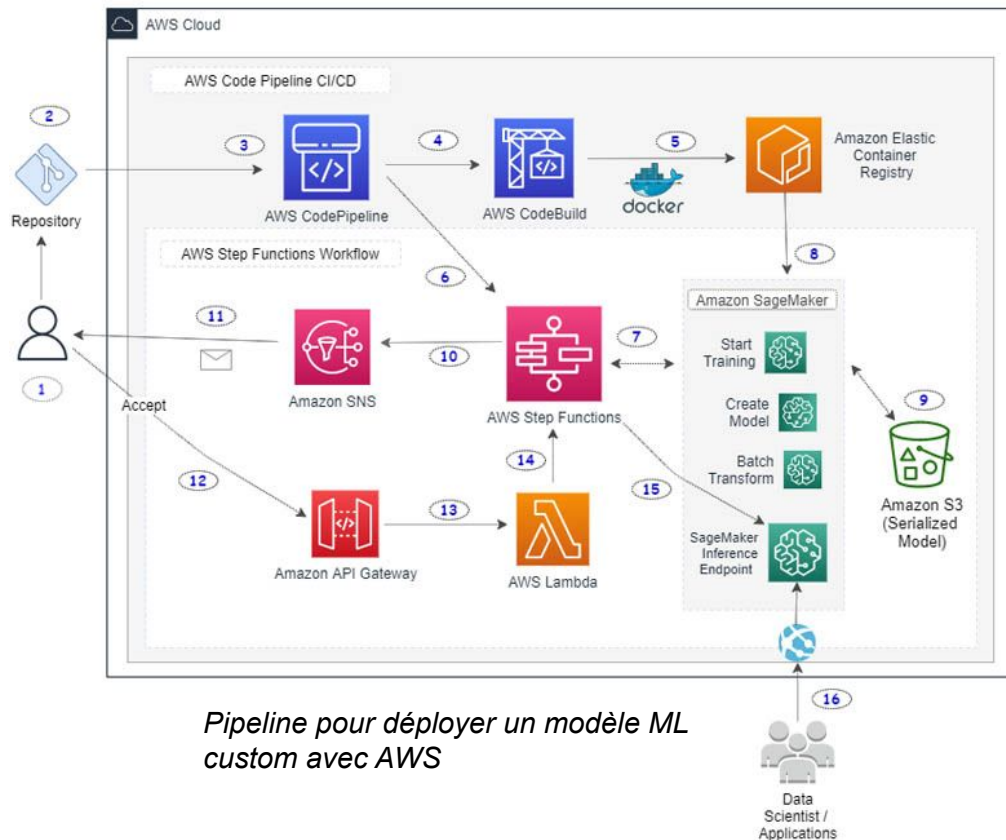 AWS Cloud
AWS Code Pipeline CI/CD
2
3
4
5
Amazon Elastic
Container
Registry
Repository
AWS CodePipeline
AWS CodeBuild
docker
AWS Step Functions Workflow
6
8
Amazon SageMaker
11
10
7
Start
Training
1
Amazon SNS
AWS Step Functions
Create
Model
9
Accept
14
Batch
Transform
12
13
15
Amazon S3
(Serialized
Model)
SageMaker
Inference
Endpoint
Amazon API Gateway
AWS Lambda
16
Pipeline pour déployer un modèle ML
custom avec AWS
Data
Scientist /
Applications